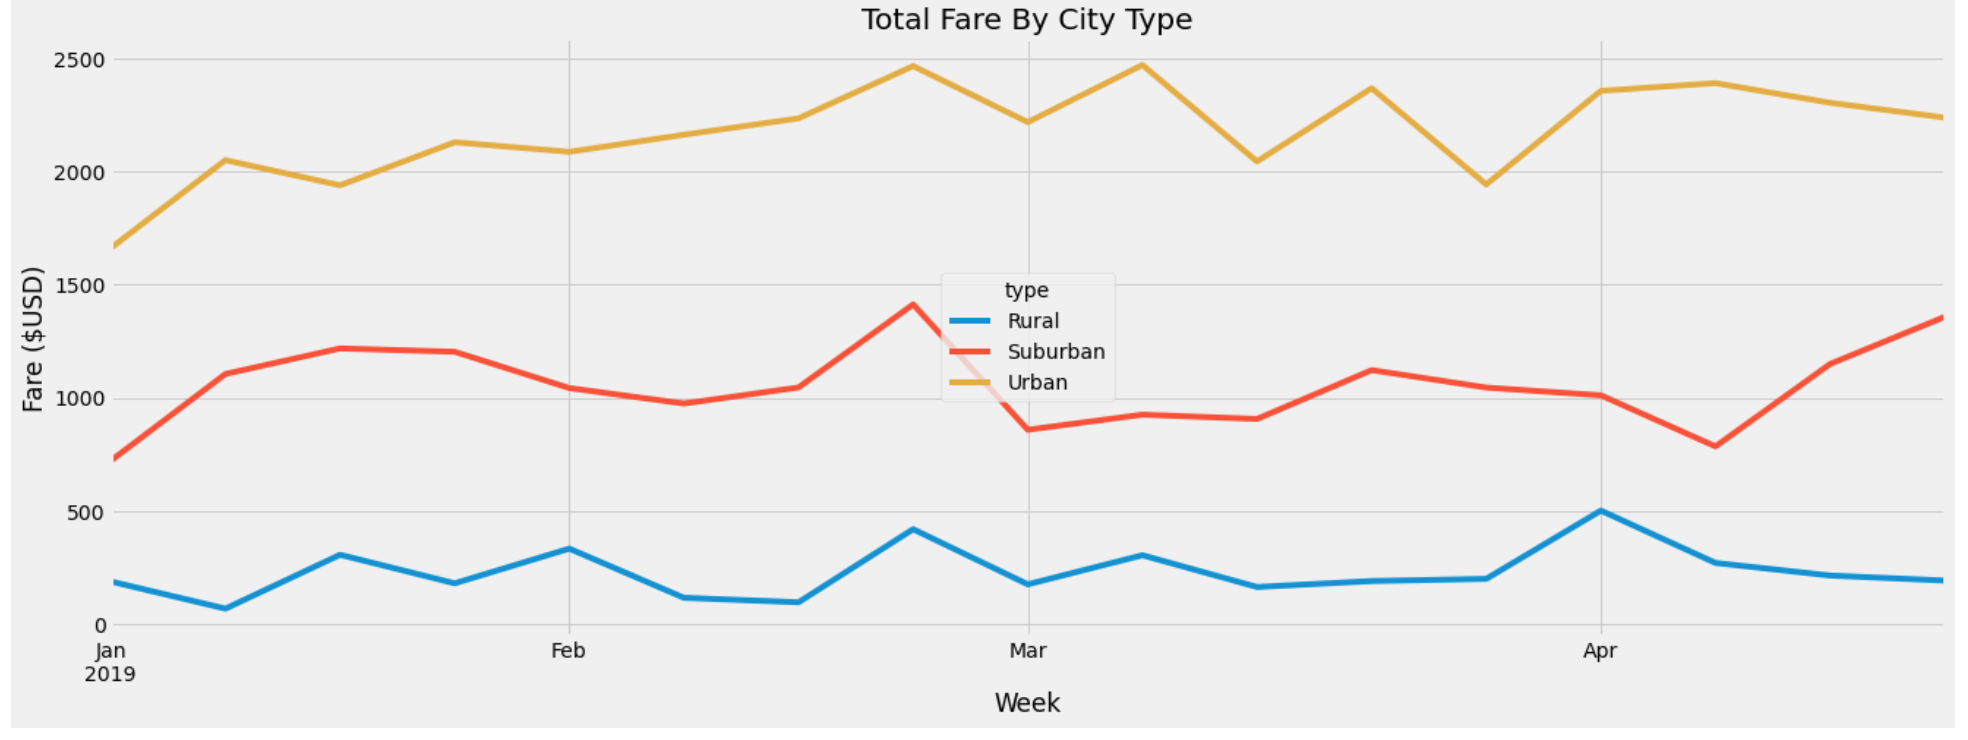 Total Fare By City Type
2500
2000
1500
1000
500
0
Fare ($USD)
type
Rural
Suburban
Urban
Jan
2019
Feb
Mar
Apr
Week